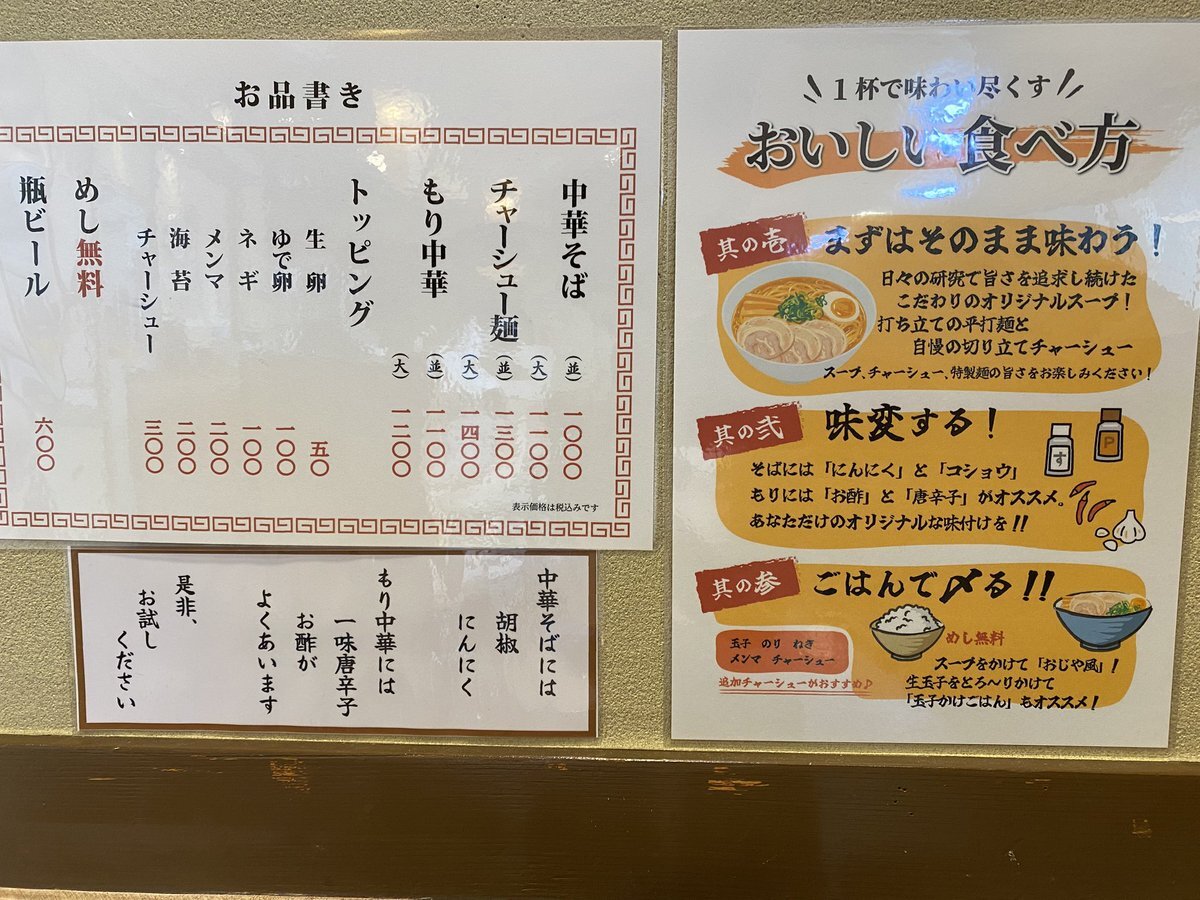 お品書き
中華そば
(並) 一〇〇〇
(大) 一一〇〇
チャーシュー麺
(並) 一三〇〇
(大) 一四〇〇
もり中華
(並) 一一〇〇
(大) 一二〇〇
トッピング
生卵 五〇
ゆで卵 一〇〇
ネギ 一〇〇
メンマ 二〇〇
海苔 二〇〇
チャーシュー 三〇〇
めし無料
瓶ビール 六〇〇
表示価格は税込みです
中華そばには
胡椒
にんにく
もり中華には
一味唐辛子
お酢が
よくあいます
是非、
お試し
ください
1杯で味わい尽くす
おいしい食べ方
其の壱 まずはそのまま味わう!
日々の研究で旨さを追求し続けた
こだわりのオリジナルスープ!
打ち立ての平打麺と
自慢の切り立てチャーシュー
スープ、チャーシュー、特製麺の旨さをお楽しみください!
其の弐 味変する!
す
P
そばには「にんにく」と「コショウ」
もりには「お酢」と「唐辛子」がオススメ。
あなただけのオリジナルな味付けを!!
其の参 ごはんで〆る!!
玉子 のり ねぎ
メンマ チャーシュー
追加チャーシューがおすすめ♪
めし無料
スープをかけて「おじや風」!
生玉子をとろ〜りかけて
「玉子かけごはん」もオススメ!